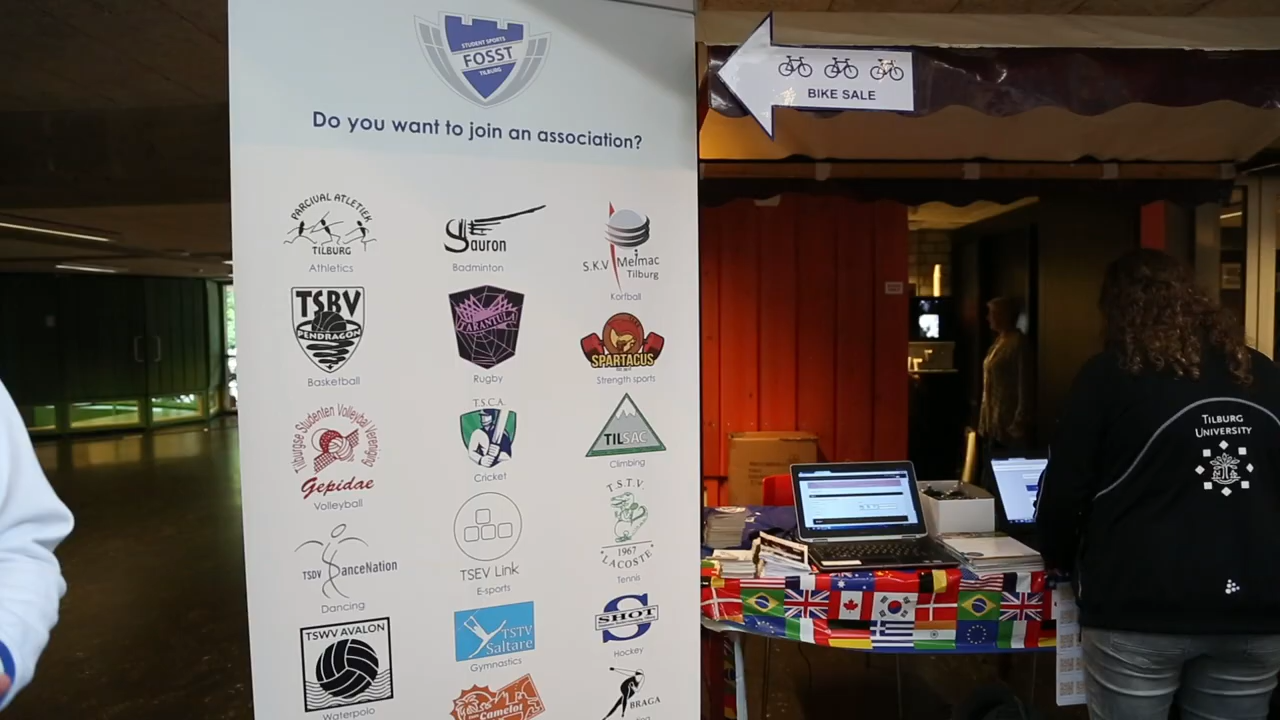 STUDENT SPORTS
FOSST
TILBURG
Do you want to join an association?
PARCIVAL ATLETIEK
TILBURG
Athletics
Sauron
Badminton
S.K.V Melmac
Tilburg
Korfball
TSBV
PENDRAGON
Basketball
TARANTULA
Rugby
SPARTACUS
Strength sports
Tilburgse Studenten Volleybal Vereniging
Gepidae
Volleyball
T.S.C.A.
Cricket
TILSAC
Climbing
TSDV DanceNation
Dancing
TSEV Link
E-sports
T.S.T.V.
1967
LACOSTE
Tennis
TSWV AVALON
Waterpolo
TSTV
Saltare
Gymnastics
S
SHOT
Hockey
Camelot
BRAGA
BIKE SALE
TILBURG
UNIVERSITY